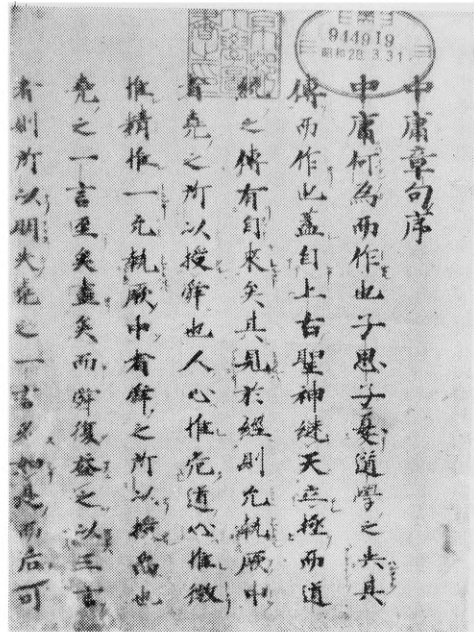 944919
昭和28.3.31
中庸章句序
中庸何為而作也子思子憂道學之失其
傳而作也盖自上古聖神継天立極而道
統之傳有自来矣其見於經則允執厥中
者尭之所以授舜也人心惟危道心惟微
惟精惟一允執厥中者舜之所以授禹也
尭之一言至矣盡矣而舜復益之以三言
者則所以明夫尭之一言必如是而后可